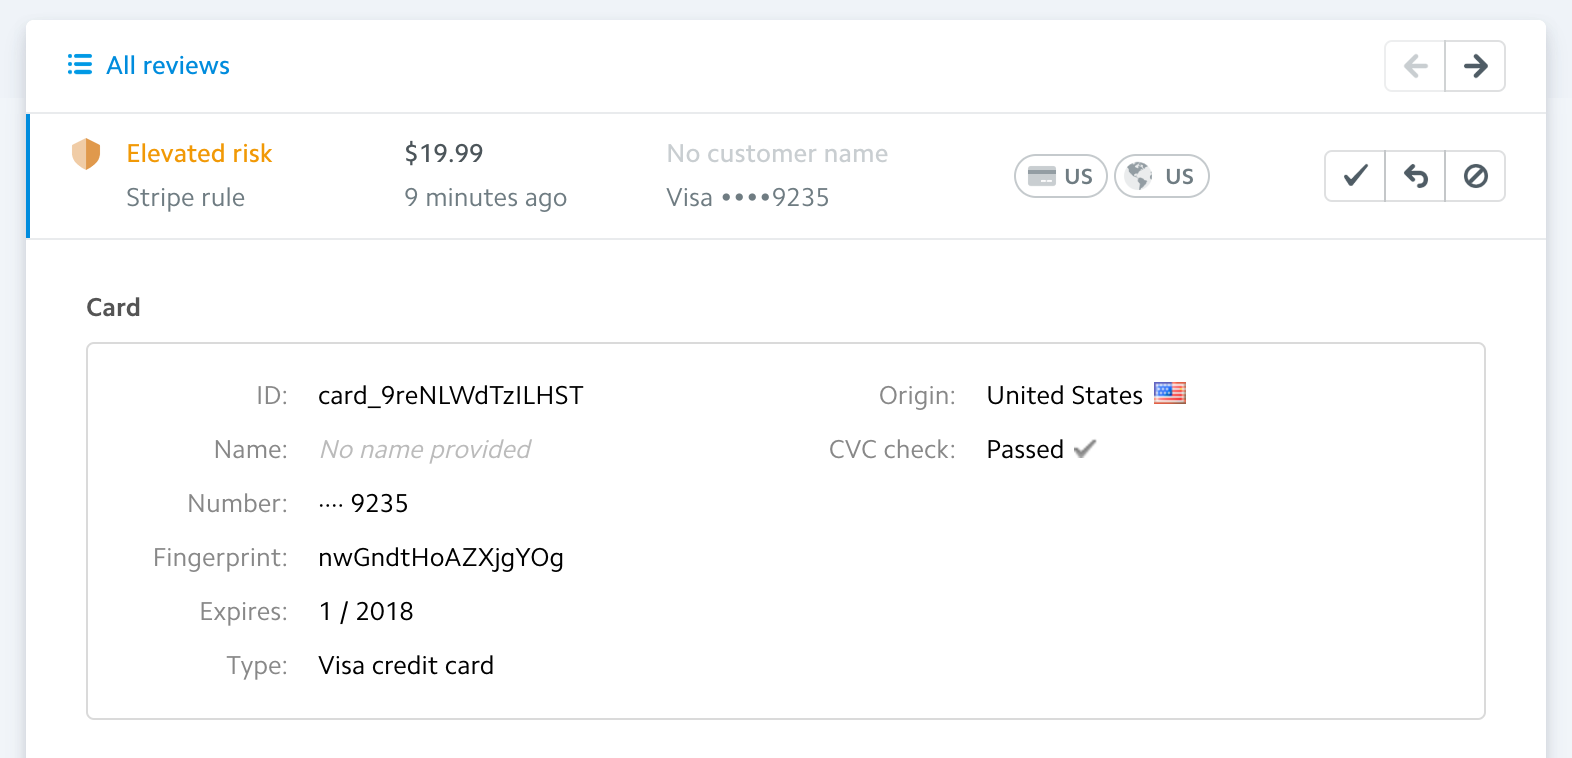 All reviews
Elevated risk $19.99 No customer name
Stripe rule 9 minutes ago Visa ••••9235
US US
Card
ID: card_9reNLWdTzILHST Origin: United States
Name: No name provided CVC check: Passed
Number: ···· 9235
Fingerprint: nwGndtHoAZXjgYOg
Expires: 1 / 2018
Type: Visa credit card